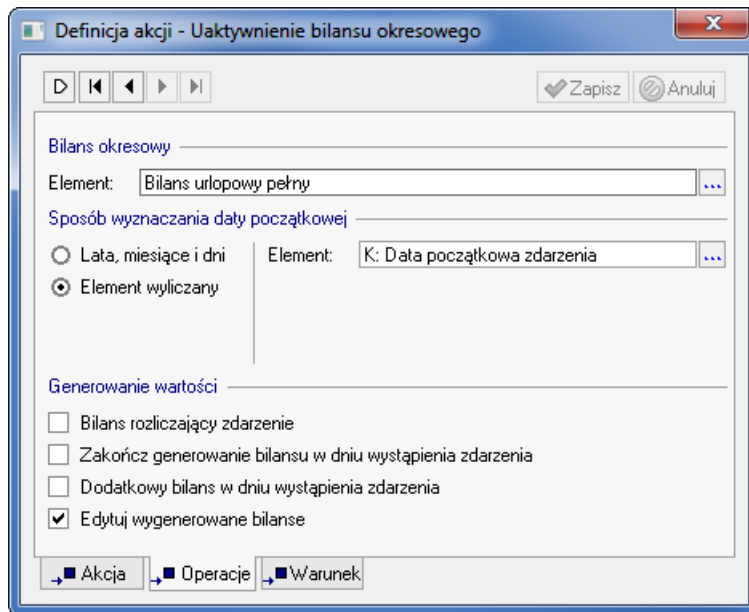 Definicja akcji - Uaktywnienie bilansu okresowego
Zapisz Anuluj
Bilans okresowy
Element: Bilans urlopowy pełny ...
Sposób wyznaczania daty początkowej
Lata, miesiące i dni Element: K: Data początkowa zdarzenia ...
Element wyliczany
Generowanie wartości
Bilans rozliczający zdarzenie
Zakończ generowanie bilansu w dniu wystąpienia zdarzenia
Dodatkowy bilans w dniu wystąpienia zdarzenia
Edytuj wygenerowane bilanse
Akcja Operacje Warunek